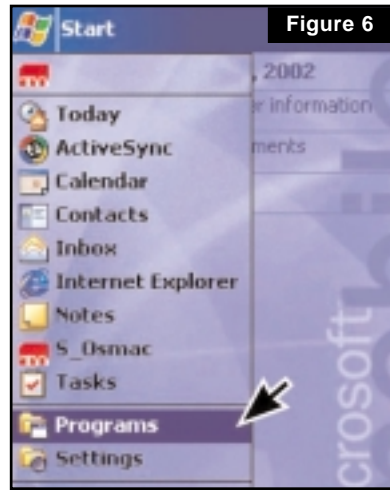 Start
Figure 6
, 2002
r information
Today
ments
ActiveSync
Calendar
Contacts
Inbox
Internet Explorer
Notes
S_Osmac
Tasks
Programs
Settings
crosoft